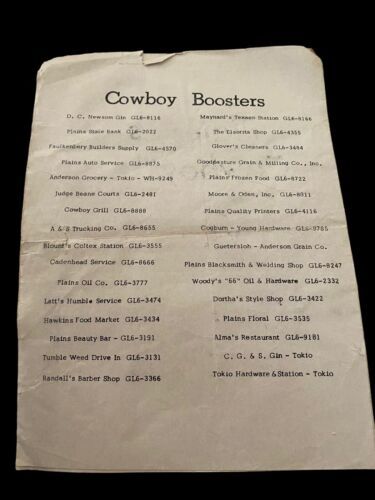 Cowboy Boosters
D. C. Newsom Gin GL6-8116
Plains State Bank GL6-2022
Faulkenbery Builders Supply GL6-4570
Plains Auto Service GL6-8875
Anderson Grocery - Tokio - WH-9249
Judge Beane Courts GL6-2481
Cowboy Grill GL6-8888
A & S Trucking Co. GL6-8655
Blount's Coltex Station GL6-3555
Cadenhead Service GL6-8666
Plains Oil Co. GL6-3777
Latt's Humble Service GL6-3474
Hawkins Food Market GL6-3434
Plains Beauty Bar - GL6-3191
Tumble Weed Drive In GL6-3131
Randall's Barber Shop GL6-3366
Maynard's Texaco Station GL6-8166
The Elsorita Shop GL6-4355
Glover's Cleaners GL6-3484
Goodpasture Grain & Milling Co., Inc.
Plains Frozen Food GL6-8722
Moore & Oden, Inc. GL6-8011
Plains Quality Printers GL6-4116
Cogburn - Young Hardware GL6-8785
Guetersloh - Anderson Grain Co.
Plains Blacksmith & Welding Shop GL6-8247
Woody's "66" Oil & Hardware GL6-2332
Dortha's Style Shop GL6-3422
Plains Floral GL6-3535
Alma's Restaurant GL6-9181
C. G. & S. Gin - Tokio
Tokio Hardware & Station - Tokio